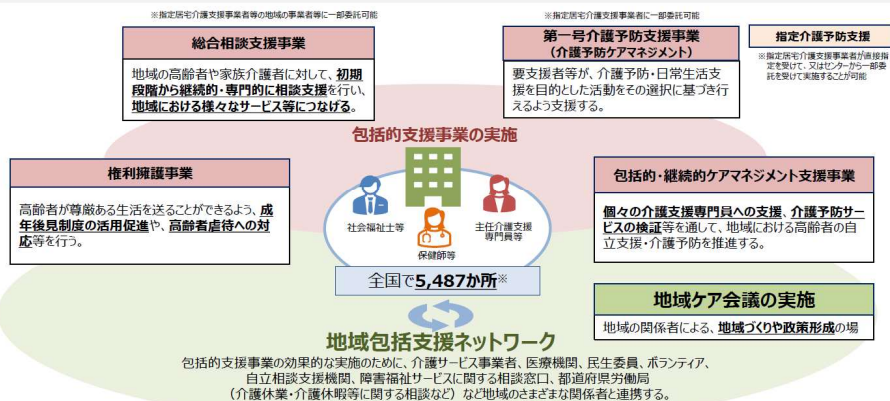 ※指定居宅介護支援事業者等の地域の事業者等に一部委託可能
総合相談支援事業
地域の高齢者や家族介護者に対して、初期
段階から継続的・専門的に相談支援を行い、
地域における様々なサービス等につなげる。
※指定居宅介護支援事業者に一部委託可能
第一号介護予防支援事業
(介護予防ケアマネジメント)
要支援者等が、介護予防・日常生活支
援を目的とした活動をその選択に基づき行
えるよう支援する。
指定介護予防支援
※指定居宅介護支援事業者が直接指
定を受けて、又はセンターから一部委
託を受けて実施することが可能
包括的支援事業の実施
権利擁護事業
高齢者が尊厳ある生活を送ることができるよう、成
年後見制度の活用促進や、高齢者虐待への対
応等を行う。
社会福祉士等
保健師等
主任介護支援
専門員等
全国で5,487か所※
包括的・継続的ケアマネジメント支援事業
個々の介護支援専門員への支援、介護予防サー
ビスの検証等を通して、地域における高齢者の自
立支援・介護予防を推進する。
地域ケア会議の実施
地域の関係者による、地域づくりや政策形成の場
地域包括支援ネットワーク
包括的支援事業の効果的な実施のために、介護サービス事業者、医療機関、民生委員、ボランティア、
自立相談支援機関、障害福祉サービスに関する相談窓口、都道府県労働局
(介護休業・介護休暇等に関する相談など)など地域のさまざまな関係者と連携する。